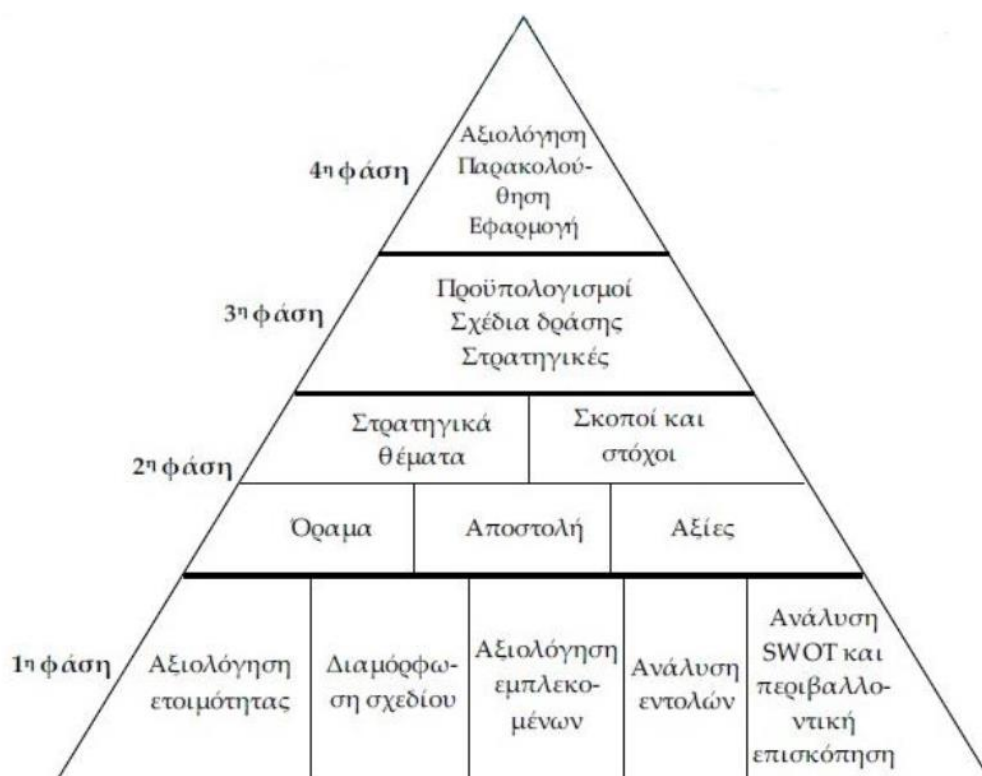 4η φάση
Αξιολόγηση
Παρακολού-
θηση
Εφαρμογή
3η φάση
Προϋπολογισμοί
Σχέδια δράσης
Στρατηγικές
2η φάση
Στρατηγικά
θέματα
Σκοποί και
στόχοι
Όραμα
Αποστολή
Αξίες
1η φάση
Αξιολόγηση
ετοιμότητας
Διαμόρφω-
ση σχεδίου
Αξιολόγηση
εμπλεκο-
μένων
Ανάλυση
εντολών
Ανάλυση
SWOT και
περιβαλλο-
ντική
επισκόπηση